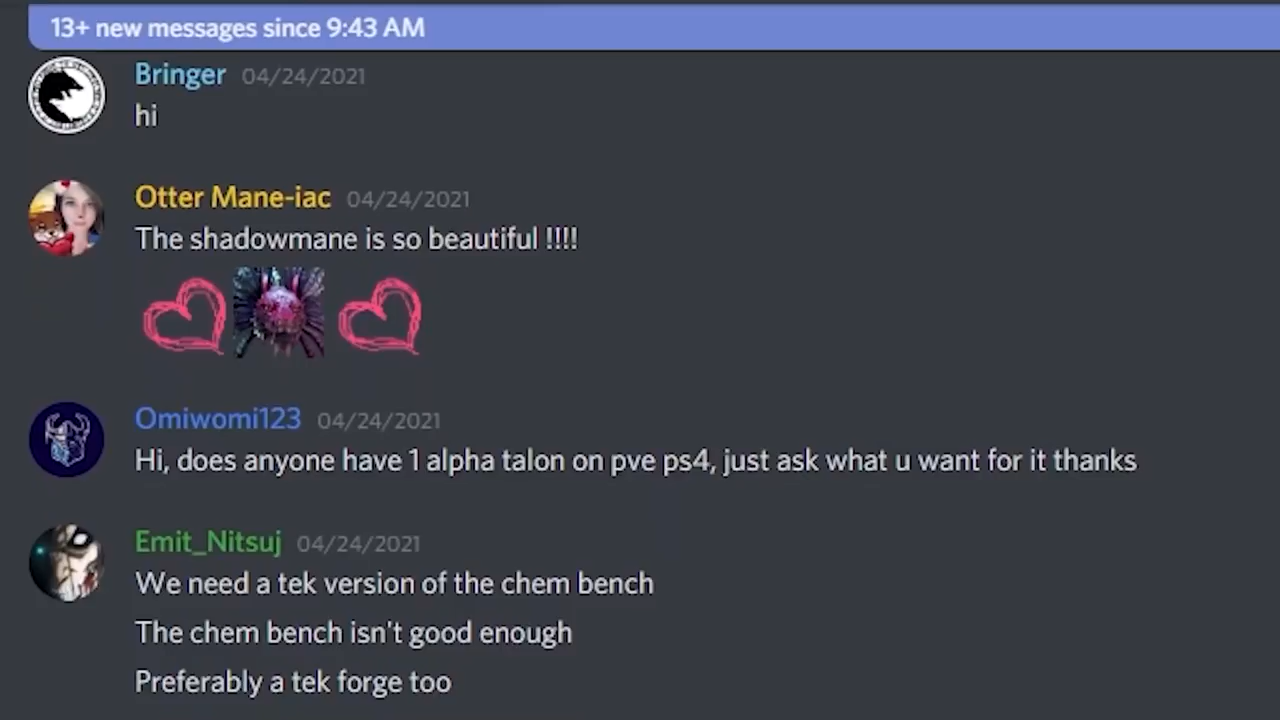 13+ new messages since 9:43 AM
Bringer 04/24/2021
hi
Otter Mane-iac 04/24/2021
The shadowmane is so beautiful !!!!
Omiwomi123 04/24/2021
Hi, does anyone have 1 alpha talon on pve ps4, just ask what u want for it thanks
Emit_Nitsuj 04/24/2021
We need a tek version of the chem bench
The chem bench isn't good enough
Preferably a tek forge too